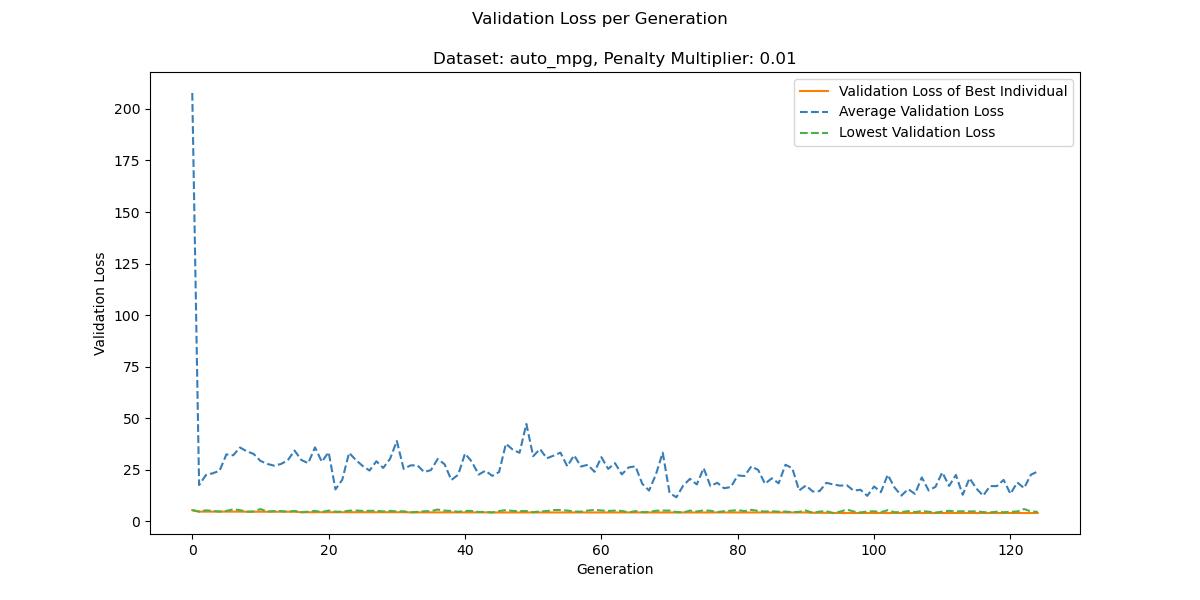 Validation Loss per Generation
Dataset: auto_mpg, Penalty Multiplier: 0.01
Validation Loss of Best Individual
Average Validation Loss
Lowest Validation Loss
200
175
150
125
100
75
50
25
0
Validation Loss
0 20 40 60 80 100 120
Generation